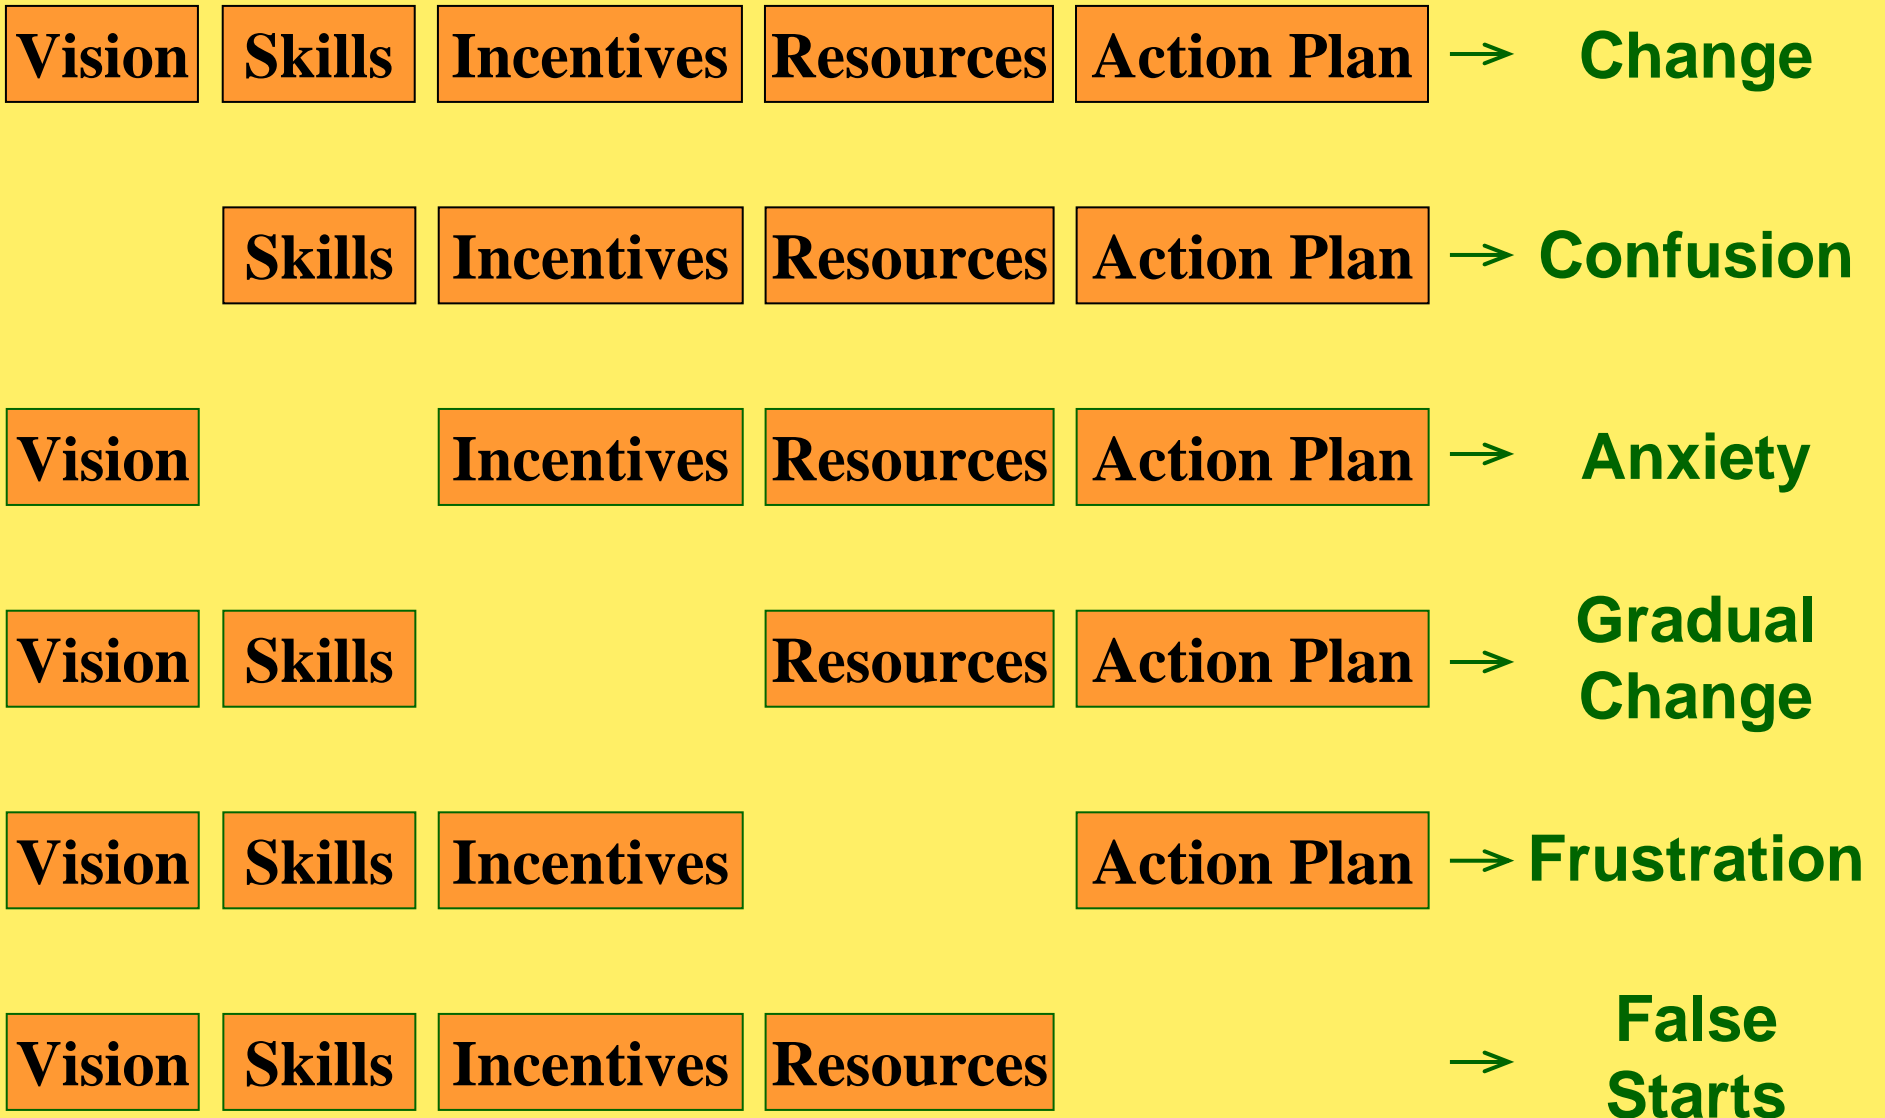 Vision Skills Incentives Resources Action Plan → Change
Skills Incentives Resources Action Plan → Confusion
Vision Incentives Resources Action Plan → Anxiety
Vision Skills Resources Action Plan → Gradual
Change
Vision Skills Incentives Action Plan → Frustration
Vision Skills Incentives Resources → False
Starts